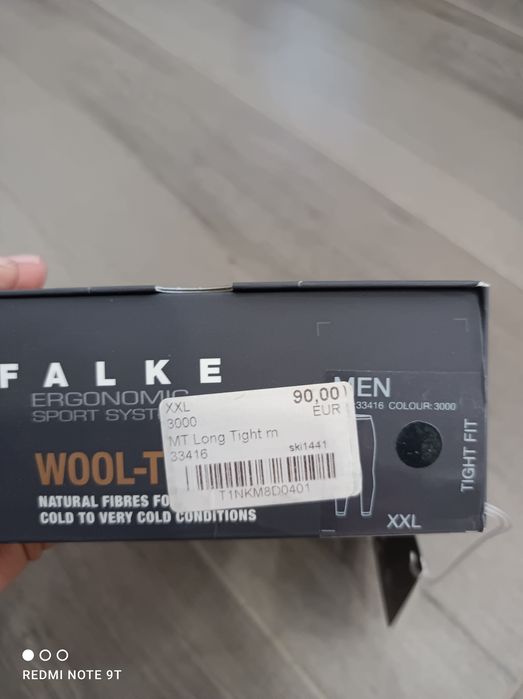 FALKE
ERGONOMIC
SPORT SYST
WOOL-T
NATURAL FIBRES FO
COLD TO VERY COLD CONDITIONS
XXL
90,00
3000
EUR
MT Long Tight m
33416
ski1441
T1NKM8D0401
MEN
:33416 COLOUR:3000
TIGHT FIT
XXL
REDMI NOTE 9T